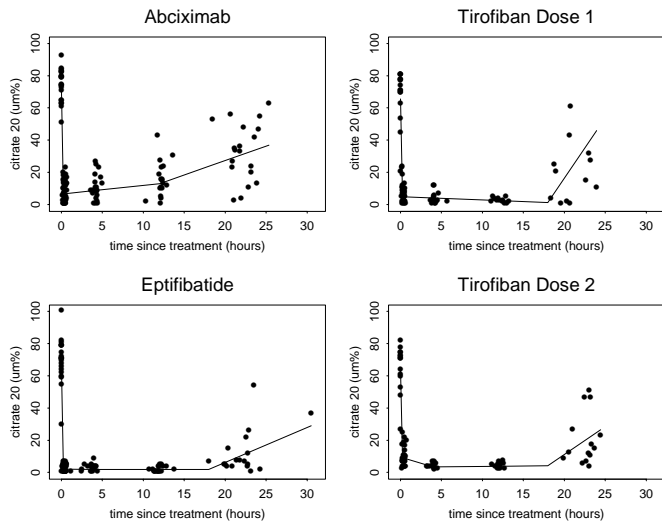 Abciximab
citrate 20 (um%)
0 20 40 60 80 100
0 5 10 15 20 25 30
time since treatment (hours)
Tirofiban Dose 1
citrate 20 (um%)
0 20 40 60 80 100
0 5 10 15 20 25 30
time since treatment (hours)
Eptifibatide
citrate 20 (um%)
0 20 40 60 80 100
0 5 10 15 20 25 30
time since treatment (hours)
Tirofiban Dose 2
citrate 20 (um%)
0 20 40 60 80 100
0 5 10 15 20 25 30
time since treatment (hours)